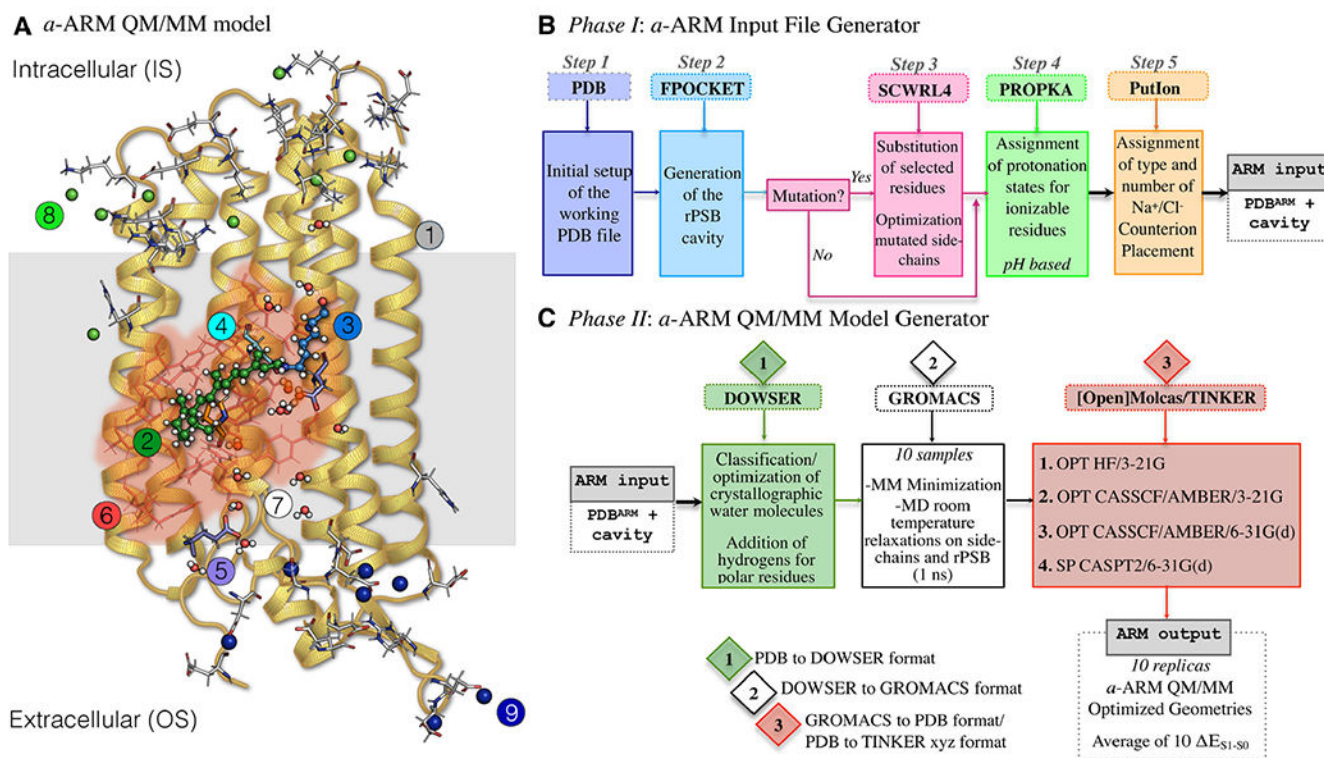 A a-ARM QM/MM model
Intracellular (IS)
8
1
4
3
2
6
7
5
9
Extracellular (OS)
B Phase I: a-ARM Input File Generator
Step 1
PDB
Initial setup
of the
working
PDB file
Step 2
FPOCKET
Generation
of the
rPSB
cavity
Mutation?
Yes
No
Step 3
SCWRL4
Substitution
of selected
residues
Optimization
mutated side-
chains
Step 4
PROPKA
Assignment
of protonation
states for
ionizable
residues
pH based
Step 5
PutIon
Assignment
of type and
number of
Na⁺/Cl⁻
Counterion
Placement
ARM input
PDBᴬᴿᴹ +
cavity
C Phase II: a-ARM QM/MM Model Generator
ARM input
PDBᴬᴿᴹ +
cavity
1
DOWSER
Classification/
optimization of
crystallographic
water molecules
Addition of
hydrogens for
polar residues
2
GROMACS
10 samples
-MM Minimization
-MD room
temperature
relaxations on side-
chains and rPSB
(1 ns)
3
[Open]Molcas/TINKER
1. OPT HF/3-21G
2. OPT CASSCF/AMBER/3-21G
3. OPT CASSCF/AMBER/6-31G(d)
4. SP CASPT2/6-31G(d)
ARM output
10 replicas
a-ARM QM/MM
Optimized Geometries
Average of 10 ΔE_S1-S0
1 PDB to DOWSER format
2 DOWSER to GROMACS format
3 GROMACS to PDB format/
PDB to TINKER xyz format